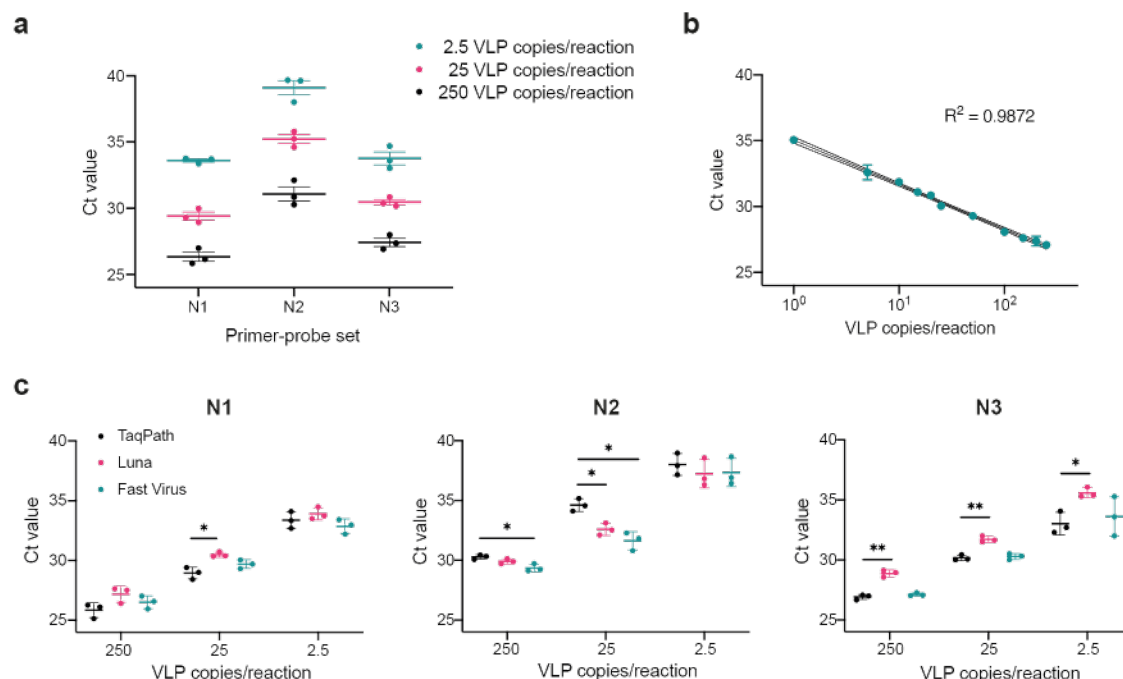 a
2.5 VLP copies/reaction
25 VLP copies/reaction
250 VLP copies/reaction
40
35
30
25
Ct value
N1 N2 N3
Primer-probe set
b
R² = 0.9872
40
35
30
25
Ct value
10⁰ 10¹ 10²
VLP copies/reaction
c
N1
TaqPath
Luna
Fast Virus
40
35
30
25
Ct value
*
250 25 2.5
VLP copies/reaction
N2
40
35
30
25
Ct value
*
*
*
250 25 2.5
VLP copies/reaction
N3
40
35
30
25
Ct value
**
**
*
250 25 2.5
VLP copies/reaction